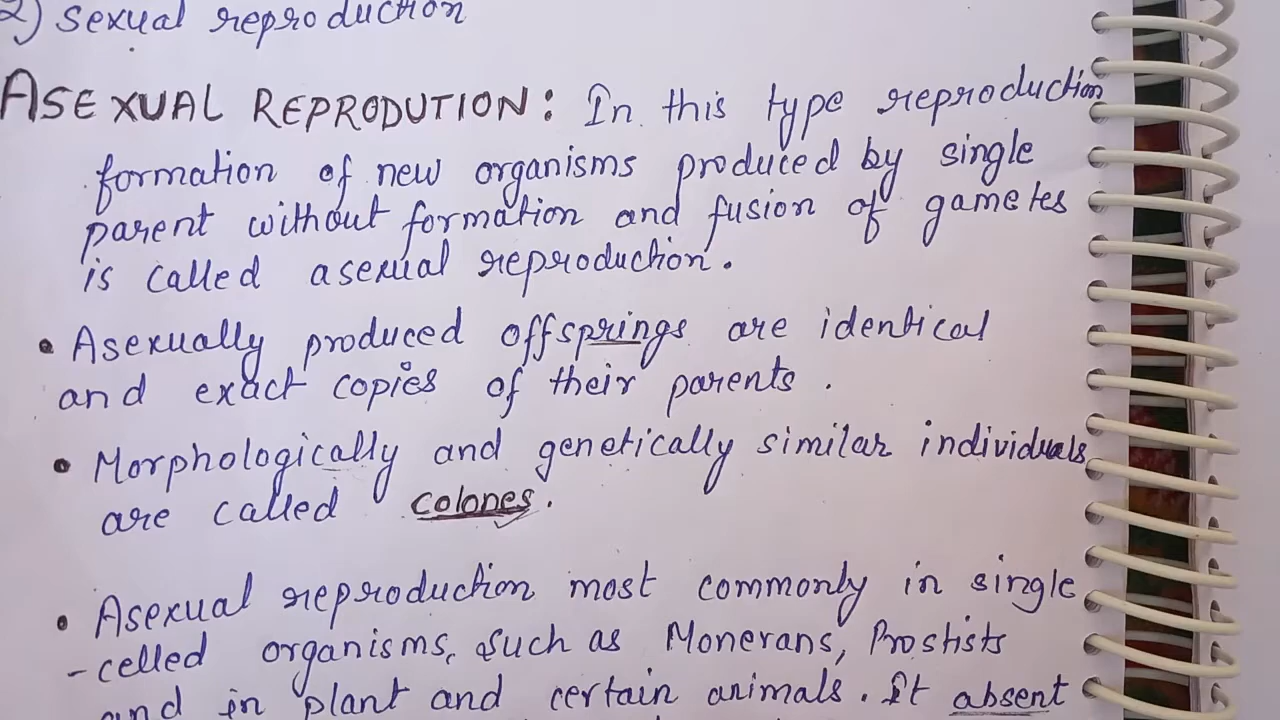 2) Sexual reproduction
ASEXUAL REPRODUTION: In this type reproduction
formation of new organisms produced by single
parent without formation and fusion of gametes
is called asexual reproduction.
• Asexually produced offsprings are identical
and exact copies of their parents.
• Morphologically and genetically similar individuals
are called colones.
• Asexual reproduction most commonly in single
-celled organisms, such as Monerans, Prostists
and in plant and certain animals. It absent